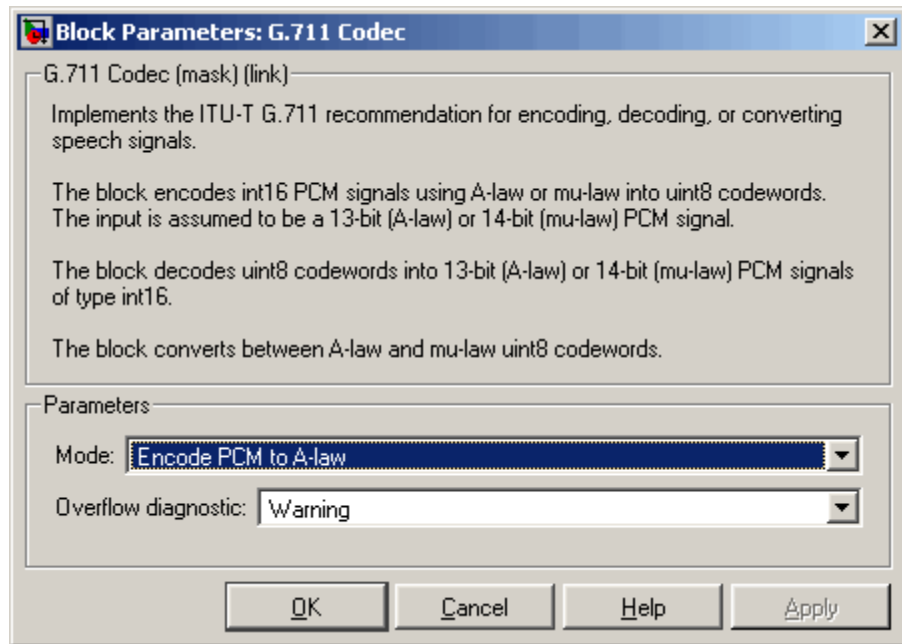 Block Parameters: G.711 Codec
G.711 Codec (mask) (link)
Implements the ITU-T G.711 recommendation for encoding, decoding, or converting
speech signals.
The block encodes int16 PCM signals using A-law or mu-law into uint8 codewords.
The input is assumed to be a 13-bit (A-law) or 14-bit (mu-law) PCM signal.
The block decodes uint8 codewords into 13-bit (A-law) or 14-bit (mu-law) PCM signals
of type int16.
The block converts between A-law and mu-law uint8 codewords.
Parameters
Mode: Encode PCM to A-law
Overflow diagnostic: Warning
OK Cancel Help Apply